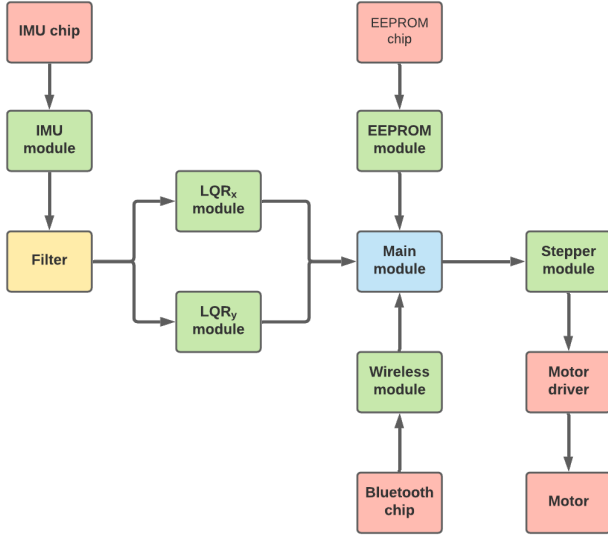 IMU chip
EEPROM
chip
IMU
module
EEPROM
module
LQRₓ
module
Filter
Main
module
Stepper
module
LQRᵧ
module
Wireless
module
Motor
driver
Bluetooth
chip
Motor